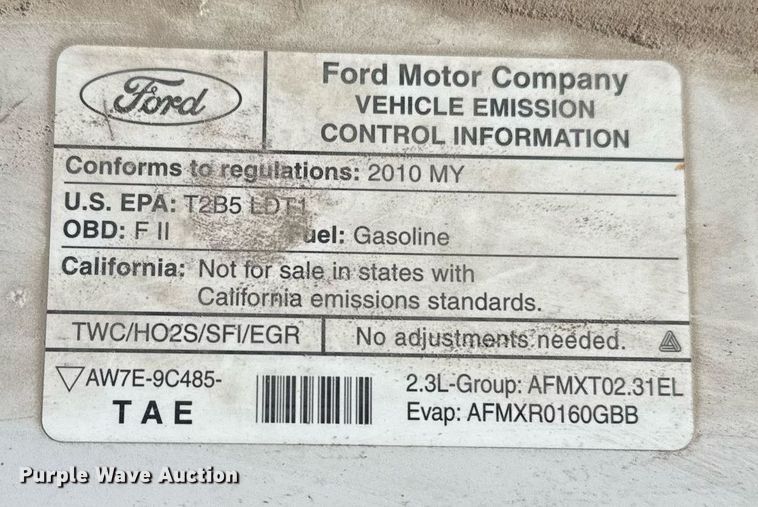 Ford
Ford Motor Company
VEHICLE EMISSION
CONTROL INFORMATION
Conforms to regulations: 2010 MY
U.S. EPA: T2B5 LDT1
OBD: F II Fuel: Gasoline
California: Not for sale in states with
California emissions standards.
TWC/HO2S/SFI/EGR No adjustments needed.
AW7E-9C485-
TAE
2.3L-Group: AFMXT02.31EL
Evap: AFMXR0160GBB
Purple Wave Auction